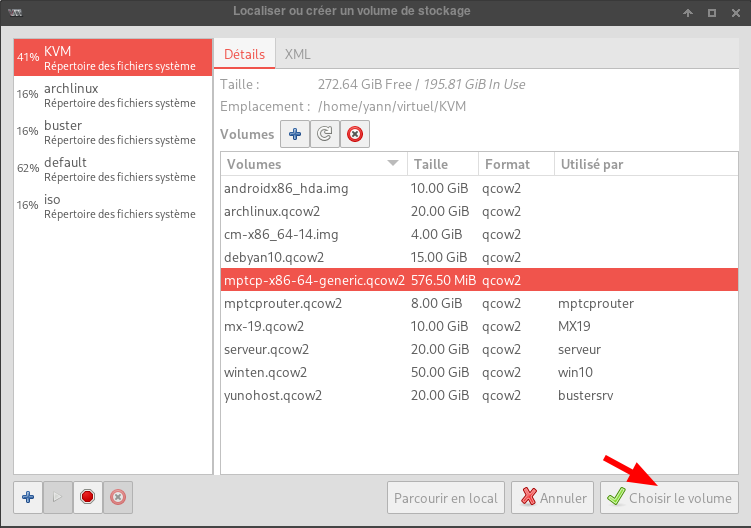 Localiser ou créer un volume de stockage
41% KVM
Répertoire des fichiers système
16% archlinux
Répertoire des fichiers système
16% buster
Répertoire des fichiers système
62% default
Répertoire des fichiers système
16% iso
Répertoire des fichiers système
Détails XML
Taille : 272.64 GiB Free / 195.81 GiB In Use
Emplacement : /home/yann/virtuel/KVM
Volumes
Volumes Taille Format Utilisé par
androidx86_hda.img 10.00 GiB qcow2
archlinux.qcow2 20.00 GiB qcow2
cm-x86_64-14.img 4.00 GiB qcow2
debyan10.qcow2 15.00 GiB qcow2
mptcp-x86-64-generic.qcow2 576.50 MiB qcow2
mptcprouter.qcow2 8.00 GiB qcow2 mptcprouter
mx-19.qcow2 10.00 GiB qcow2 MX19
serveur.qcow2 20.00 GiB qcow2 serveur
winten.qcow2 50.00 GiB qcow2 win10
yunohost.qcow2 20.00 GiB qcow2 bustersrv
Parcourir en local Annuler Choisir le volume